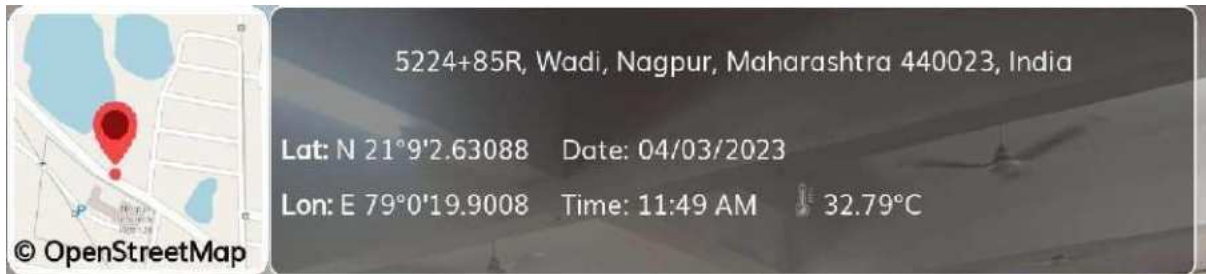 5224+85R, Wadi, Nagpur, Maharashtra 440023, India
Lat: N 21°9'2.63088 Date: 04/03/2023
Lon: E 79°0'19.9008 Time: 11:49 AM 32.79°C
P
© OpenStreetMap